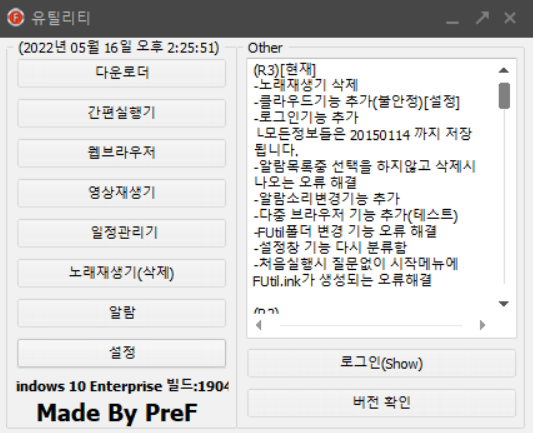 유틸리티
(2022년 05월 16일 오후 2:25:51)
다운로더
간편실행기
웹브라우저
영상재생기
일정관리기
노래재생기(삭제)
알람
설정
indows 10 Enterprise 빌드:1904
Made By PreF
Other
(R3)[현재]
-노래재생기 삭제
-클라우드기능 추가(불안정)[설정]
-로그인기능 추가
└모든정보들은 20150114 까지 저장
됩니다.
-알람목록중 선택을 하지않고 삭제시
나오는 오류 해결
-알람소리변경기능 추가
-다중 브라우저 기능 추가(테스트)
-FUtil폴더 변경 기능 오류 해결
-설정창 기능 다시 분류함
-처음실행시 질문없이 시작메뉴에
FUtil.ink가 생성되는 오류해결
(R2)
로그인(Show)
버전 확인